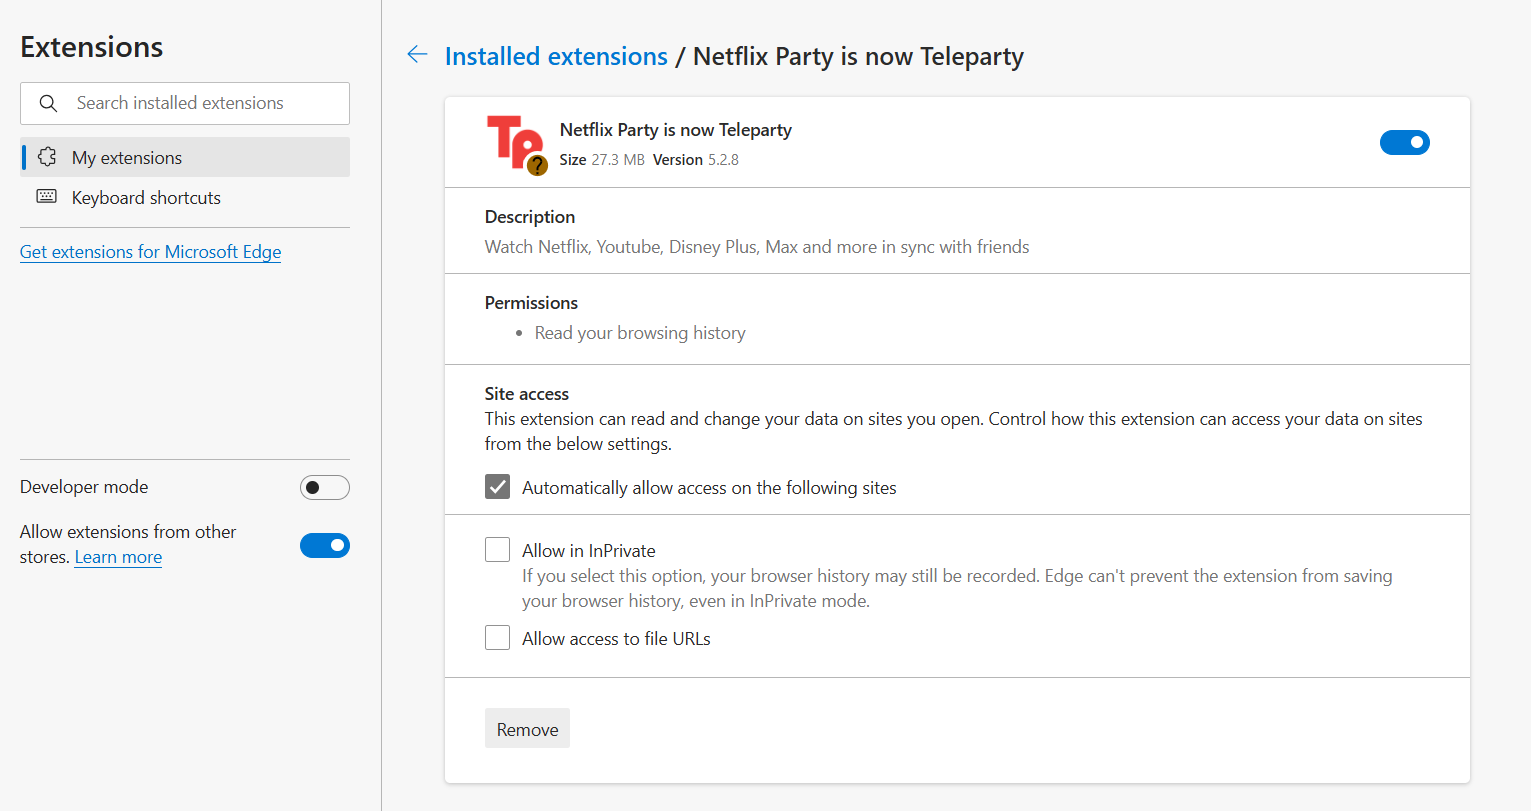 Extensions
Search installed extensions
My extensions
Keyboard shortcuts
Get extensions for Microsoft Edge
Developer mode
Allow extensions from other
stores. Learn more
Installed extensions / Netflix Party is now Teleparty
Tp
?
Netflix Party is now Teleparty
Size 27.3 MB Version 5.2.8
Description
Watch Netflix, Youtube, Disney Plus, Max and more in sync with friends
Permissions
• Read your browsing history
Site access
This extension can read and change your data on sites you open. Control how this extension can access your data on sites
from the below settings.
Automatically allow access on the following sites
Allow in InPrivate
If you select this option, your browser history may still be recorded. Edge can't prevent the extension from saving
your browser history, even in InPrivate mode.
Allow access to file URLs
Remove